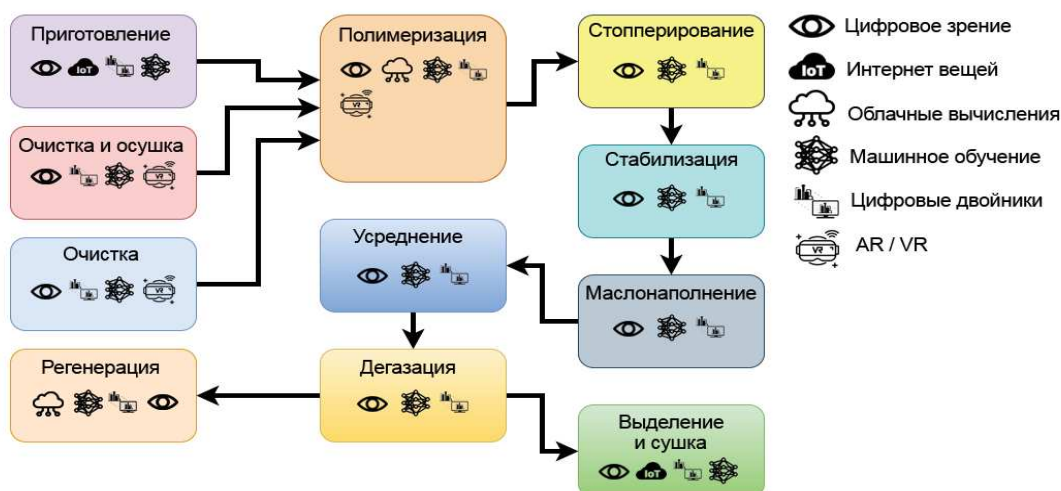 Приготовление
IoT
Полимеризация
VR
Стопперирование
Очистка и осушка
VR
Стабилизация
Очистка
VR
Усреднение
Маслонаполнение
Регенерация
Дегазация
Выделение
и сушка
IoT
Цифровое зрение
IoT
Интернет вещей
Облачные вычисления
Машинное обучение
Цифровые двойники
VR
AR / VR